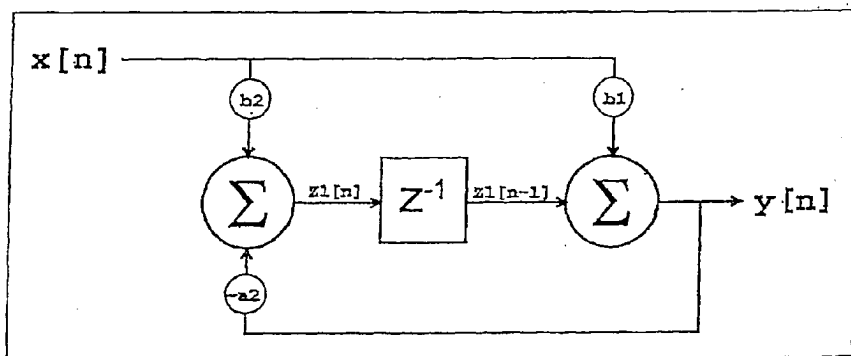 x[n]
b2
b1
Σ
z1[n]
Z-1
z1[n-1]
Σ
y[n]
-a2